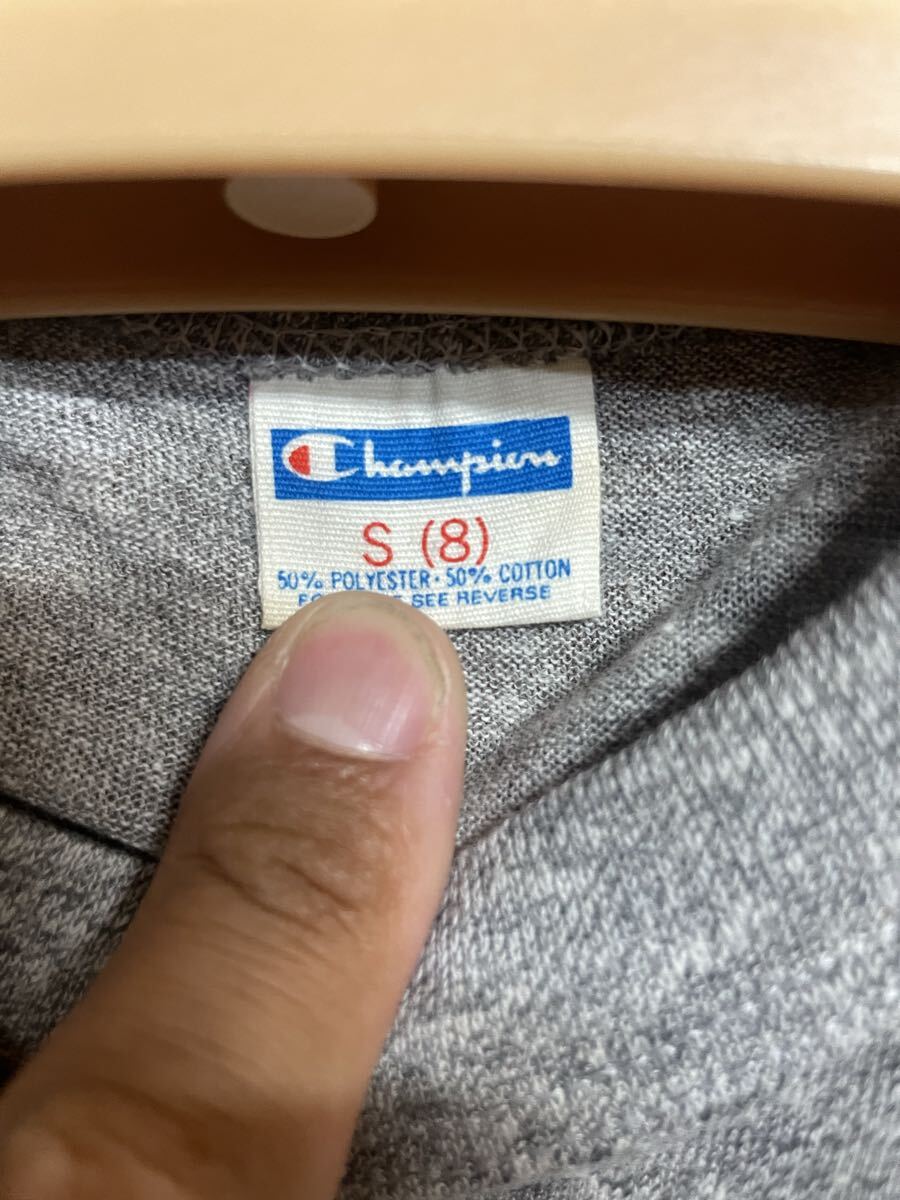 Champion
S (8)
50% POLYESTER · 50% COTTON
SEE REVERSE